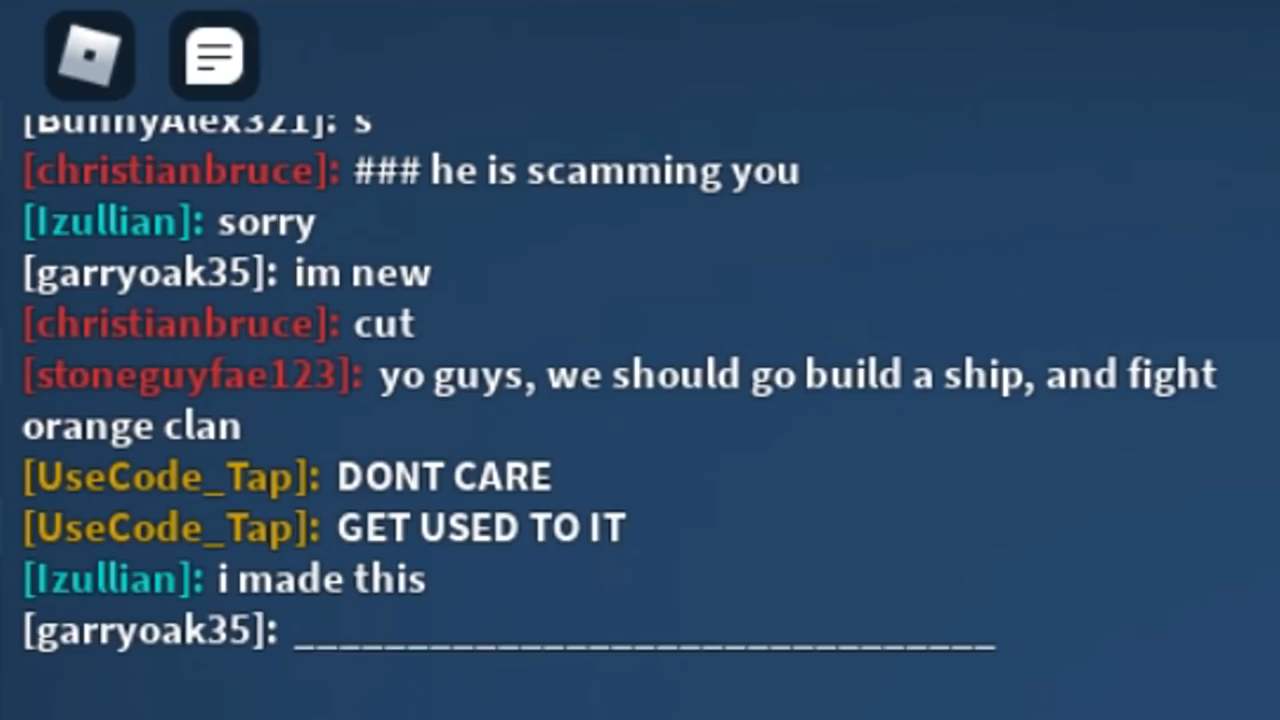 [BunnyAlex321]: s
[christianbruce]: ### he is scamming you
[Izullian]: sorry
[garryoak35]: im new
[christianbruce]: cut
[stoneguyfae123]: yo guys, we should go build a ship, and fight
orange clan
[UseCode_Tap]: DONT CARE
[UseCode_Tap]: GET USED TO IT
[Izullian]: i made this
[garryoak35]: _______________________________